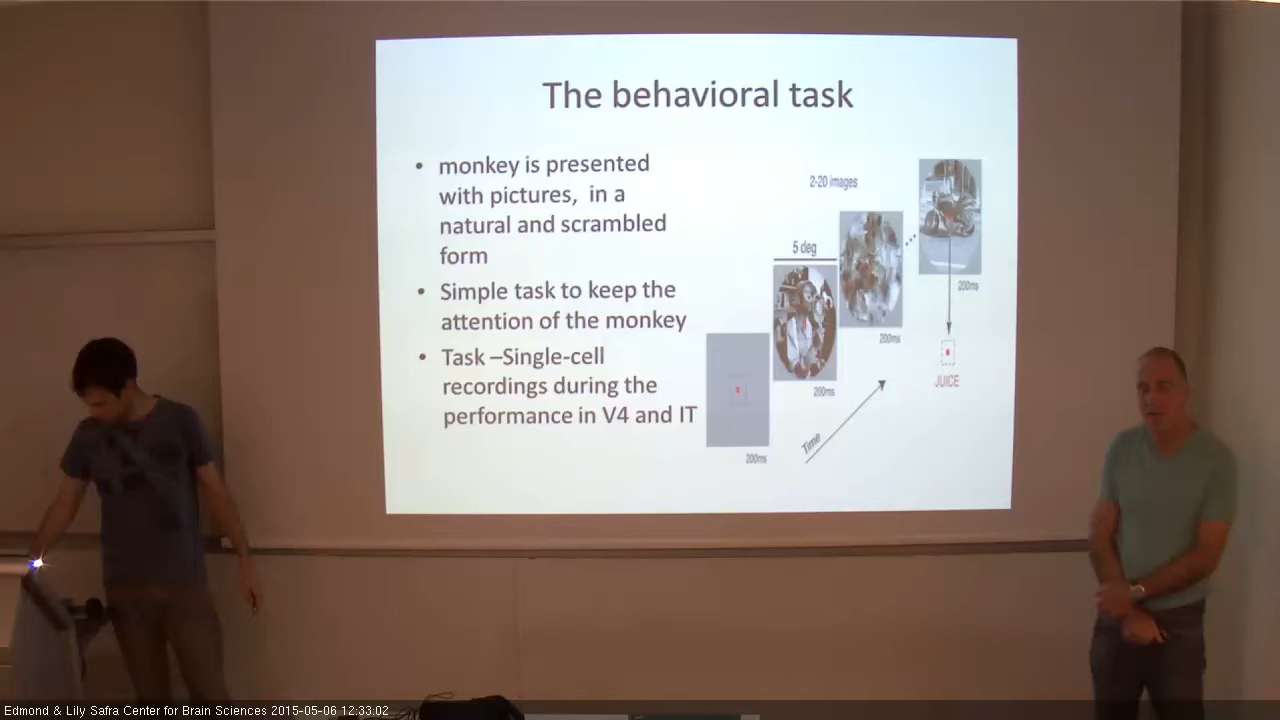 The behavioral task
• monkey is presented
with pictures, in a
natural and scrambled
form
• Simple task to keep the
attention of the monkey
• Task –Single-cell
recordings during the
performance in V4 and IT
2-20 images
5 deg
200ms
200ms
200ms
200ms
Time
JUICE
Edmond & Lily Safra Center for Brain Sciences 2015-05-06 12:33:02